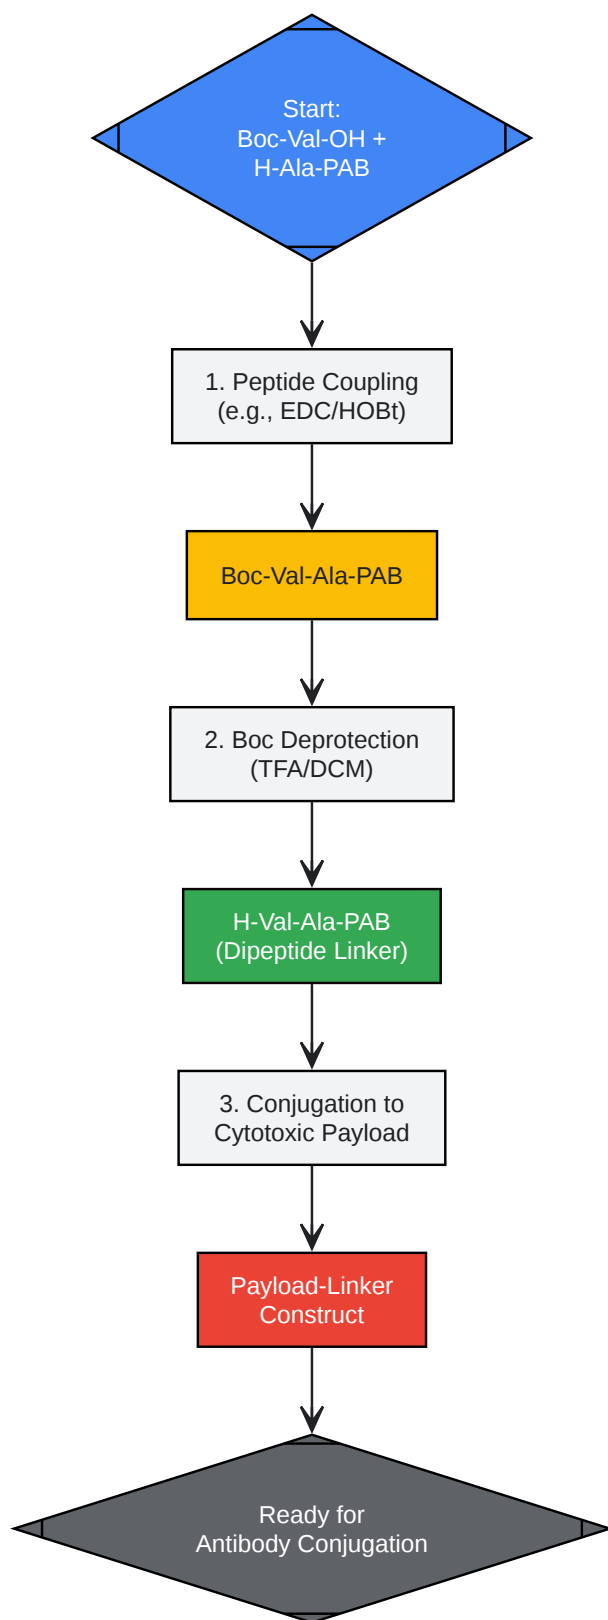 Start:
Boc-Val-OH +
H-Ala-PAB
1. Peptide Coupling
(e.g., EDC/HOBt)
Boc-Val-Ala-PAB
2. Boc Deprotection
(TFA/DCM)
H-Val-Ala-PAB
(Dipeptide Linker)
3. Conjugation to
Cytotoxic Payload
Payload-Linker
Construct
Ready for
Antibody Conjugation